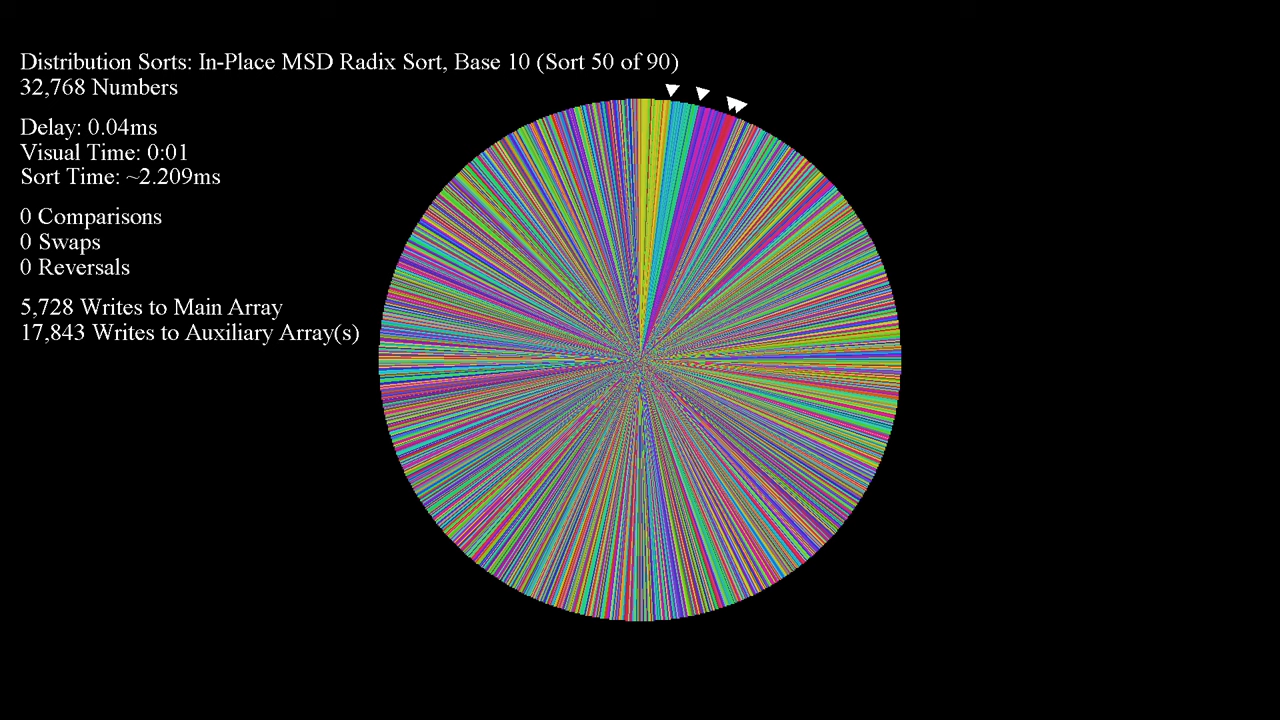 Distribution Sorts: In-Place MSD Radix Sort, Base 10 (Sort 50 of 90)
32,768 Numbers
Delay: 0.04ms
Visual Time: 0:01
Sort Time: ~2.209ms
0 Comparisons
0 Swaps
0 Reversals
5,728 Writes to Main Array
17,843 Writes to Auxiliary Array(s)